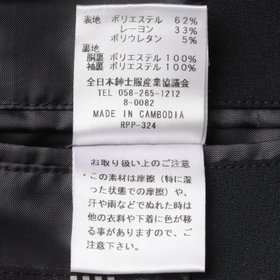 表地 ポリエステル 62%
レーヨン 33%
ポリウレタン 5%
裏地
胴裏 ポリエステル 100%
袖裏 ポリエステル 100%
全日本紳士服産業協議会
TEL 058-265-1212
8-0082
MADE IN CAMBODIA
RPP-324
お取り扱い上のご注意
・この素材は摩擦(特に湿
った状態での摩擦)や、
汗や雨などでぬれた時は
他の衣料や下着に色が移
る事がありますので、
ご注意ください。